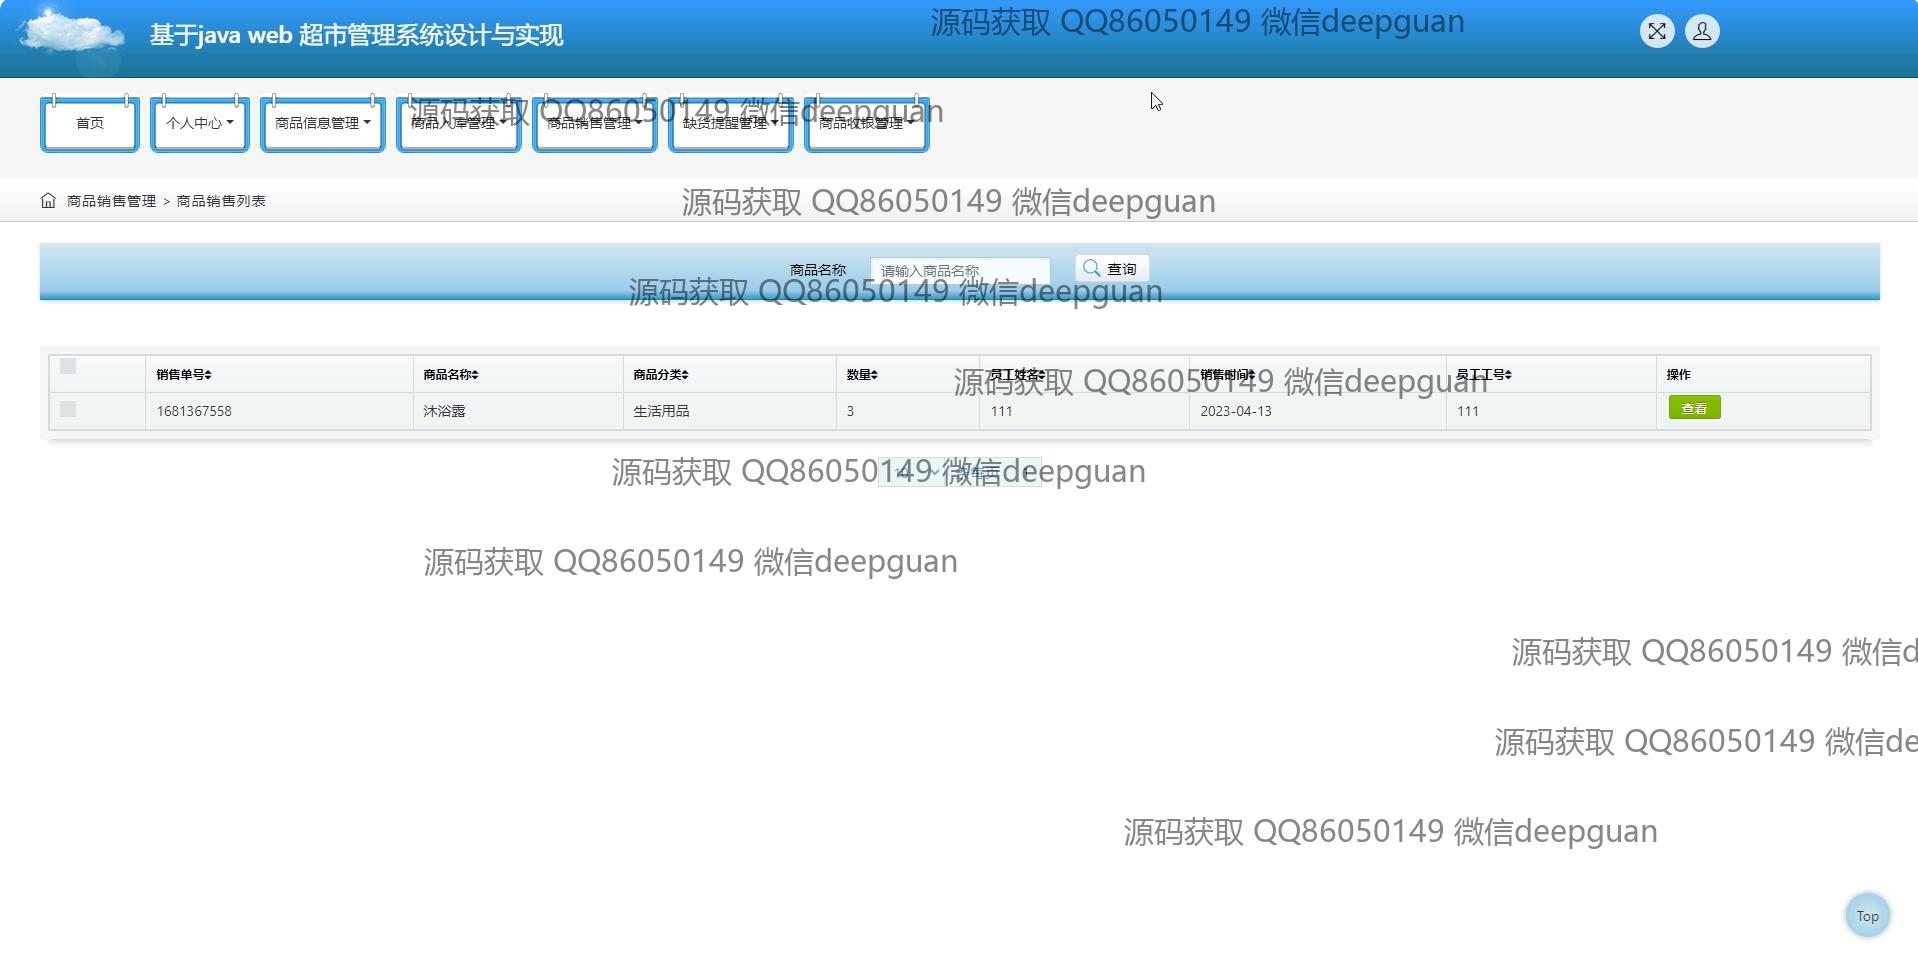 基于java web 超市管理系统设计与实现
源码获取 QQ86050149 微信deepguan
首页 个人中心 商品信息管理 商品入库管理 商品销售管理 缺货提醒管理 商品收银管理
源码获取 QQ86050149 微信deepguan
商品销售管理 > 商品销售列表
源码获取 QQ86050149 微信deepguan
商品名称 请输入商品名称 查询
源码获取 QQ86050149 微信deepguan
销售单号 商品名称 商品分类 数量 员工姓名 销售时间 员工工号 操作
源码获取 QQ86050149 微信deepguan
1681367558 沐浴露 生活用品 3 111 2023-04-13 111 查看
源码获取 QQ86050149 微信deepguan
源码获取 QQ86050149 微信deepguan
源码获取 QQ86050149 微信d
源码获取 QQ86050149 微信de
源码获取 QQ86050149 微信deepguan
Top